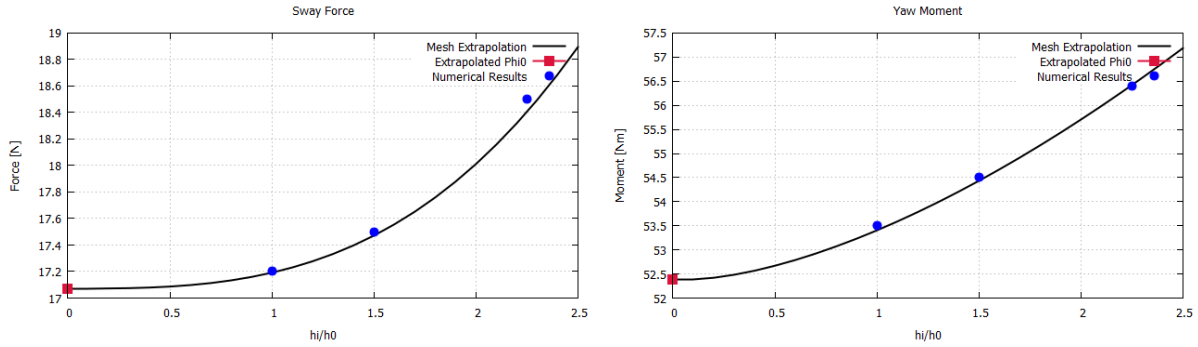 Sway Force
19
18.8
18.6
18.4
18.2
18
17.8
17.6
17.4
17.2
17
Force [N]
Mesh Extrapolation
Extrapolated Phi0
Numerical Results
0 0.5 1 1.5 2 2.5
hi/h0
Yaw Moment
57.5
57
56.5
56
55.5
55
54.5
54
53.5
53
52.5
52
Moment [Nm]
Mesh Extrapolation
Extrapolated Phi0
Numerical Results
0 0.5 1 1.5 2 2.5
hi/h0